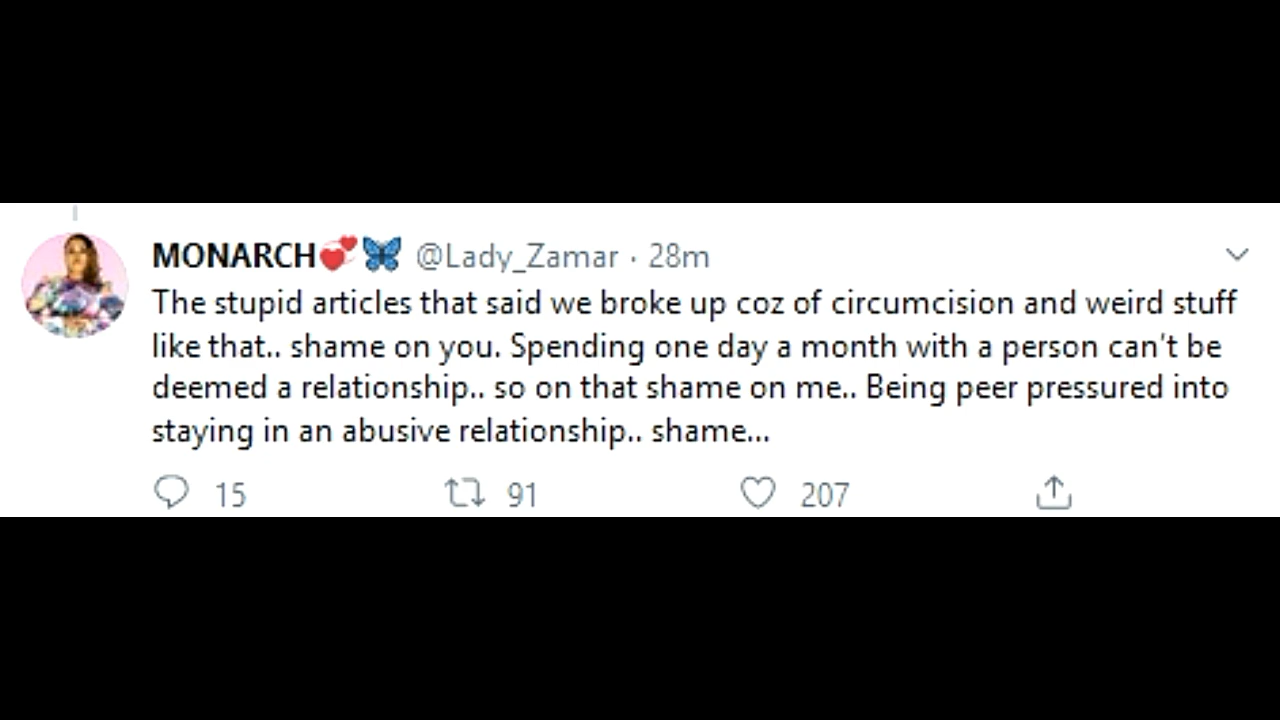 MONARCH💞🦋 @Lady_Zamar · 28m
The stupid articles that said we broke up coz of circumcision and weird stuff
like that.. shame on you. Spending one day a month with a person can't be
deemed a relationship.. so on that shame on me.. Being peer pressured into
staying in an abusive relationship.. shame...
15 91 207